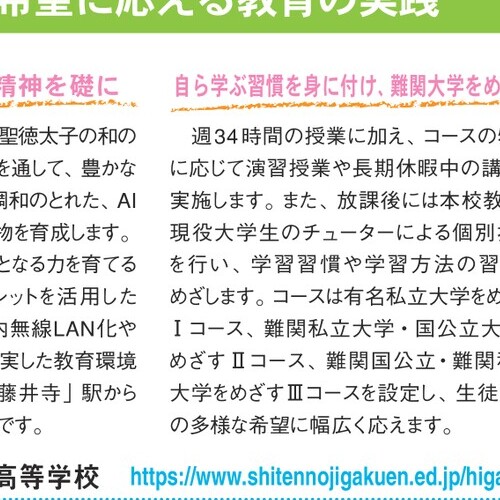 希望に応える教育の実践
精神を礎に
聖徳太子の和の
を通して、豊かな
調和のとれた、AI
物を育成します。
となる力を育てる
レットを活用した
内無線LAN化や
実した教育環境
藤井寺」駅から
です。
自ら学ぶ習慣を身に付け、難関大学をめ
週34時間の授業に加え、コースの
に応じて演習授業や長期休暇中の講
実施します。また、放課後には本校教
現役大学生のチューターによる個別
を行い、学習習慣や学習方法の習
めざします。コースは有名私立大学をめ
Ⅰコース、難関私立大学・国公立大
めざすⅡコース、難関国公立・難関
大学をめざすⅢコースを設定し、生徒
の多様な希望に幅広く応えます。
高等学校 https://www.shitennojigakuen.ed.jp/higa